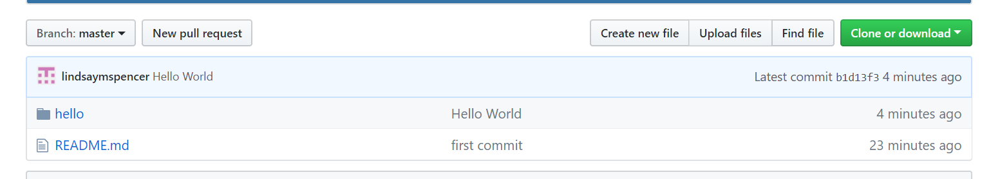 Branch: master New pull request Create new file Upload files Find file Clone or download
lindsaymspencer Hello World Latest commit b1d13f3 4 minutes ago
hello Hello World 4 minutes ago
README.md first commit 23 minutes ago